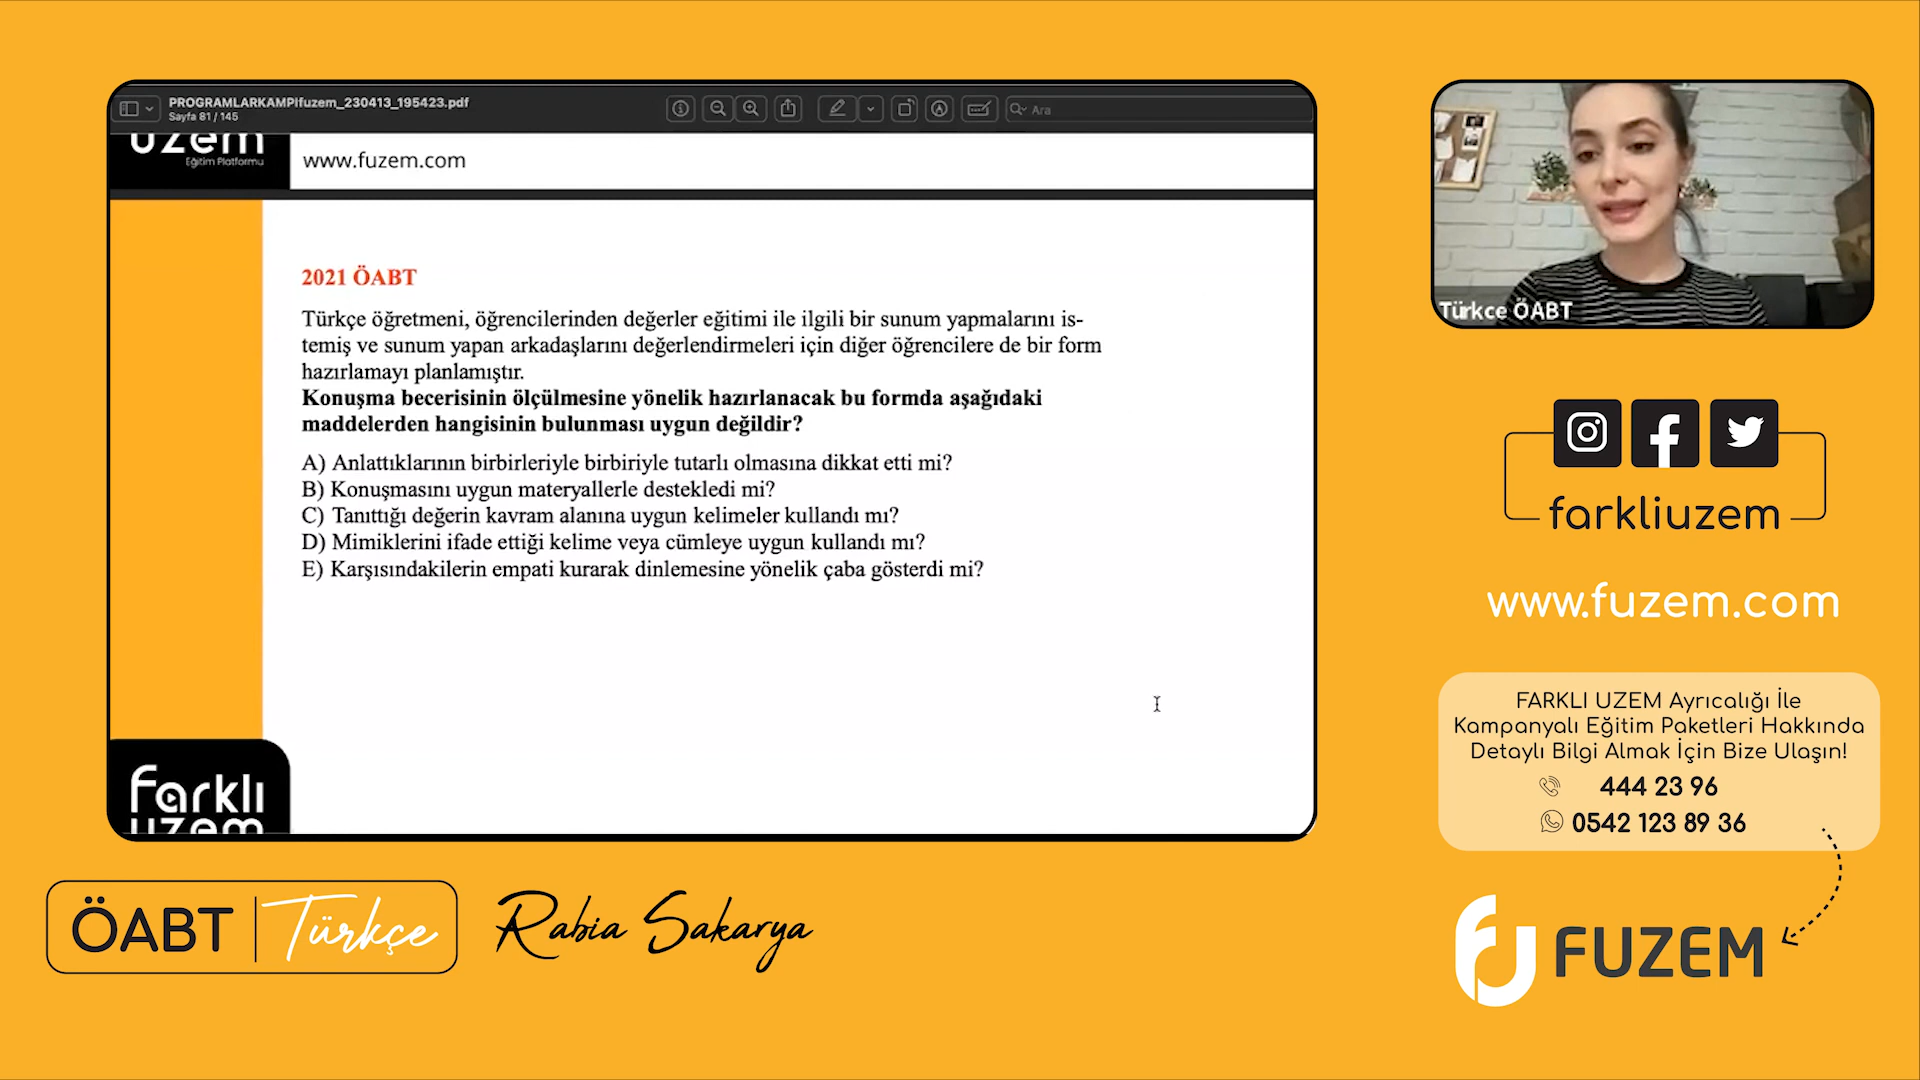 PROGRAMLARKAMPIfuzem_230413_195423.pdf
Sayfa 81 / 145
Ara
uzem
Eğitim Platformu
www.fuzem.com
2021 ÖABT
Türkçe öğretmeni, öğrencilerinden değerler eğitimi ile ilgili bir sunum yapmalarını is-
temiş ve sunum yapan arkadaşlarını değerlendirmeleri için diğer öğrencilere de bir form
hazırlamayı planlamıştır.
Konuşma becerisinin ölçülmesine yönelik hazırlanacak bu formda aşağıdaki
maddelerden hangisinin bulunması uygun değildir?
A) Anlattıklarının birbirleriyle birbiriyle tutarlı olmasına dikkat etti mi?
B) Konuşmasını uygun materyallerle destekledi mi?
C) Tanıttığı değerin kavram alanına uygun kelimeler kullandı mı?
D) Mimiklerini ifade ettiği kelime veya cümleye uygun kullandı mı?
E) Karşısındakilerin empati kurarak dinlemesine yönelik çaba gösterdi mi?
Farklı
uzem
Türkçe ÖABT
farkliuzem
www.fuzem.com
FARKLI UZEM Ayrıcalığı İle
Kampanyalı Eğitim Paketleri Hakkında
Detaylı Bilgi Almak İçin Bize Ulaşın!
444 23 96
0542 123 89 36
FUZEM
ÖABT Türkçe
Rabia Sakarya